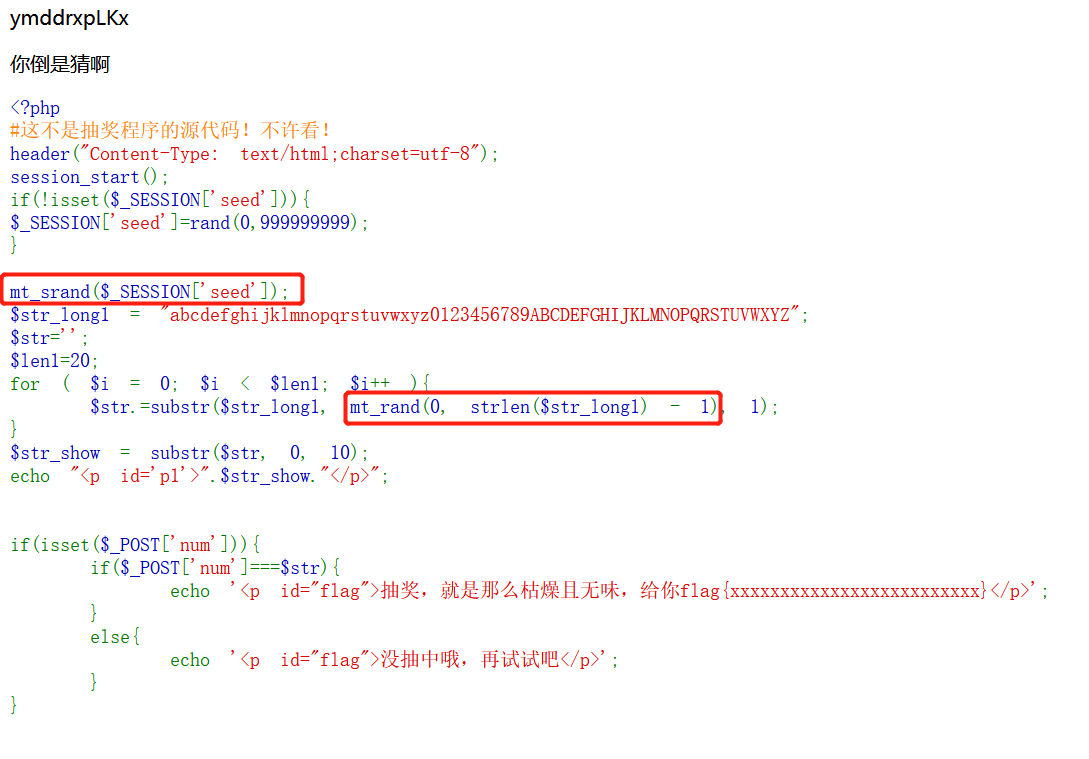 ymddrxpLKx
你倒是猜啊
<?php
#这不是抽奖程序的源代码！不许看！
header("Content-Type: text/html;charset=utf-8");
session_start();
if(!isset($_SESSION['seed'])){
$_SESSION['seed']=rand(0,999999999);
}
mt_srand($_SESSION['seed']);
$str_long1 = "abcdefghijklmnopqrstuvwxyz0123456789ABCDEFGHIJKLMNOPQRSTUVWXYZ";
$str='';
$len1=20;
for ( $i = 0; $i < $len1; $i++ ){
$str.=substr($str_long1, mt_rand(0, strlen($str_long1) - 1), 1);
}
$str_show = substr($str, 0, 10);
echo "<p id='p1'>".$str_show."</p>";
if(isset($_POST['num'])){
if($_POST['num']===$str){
echo '<p id="flag">抽奖，就是那么枯燥且无味，给你flag{xxxxxxxxxxxxxxxxxxxxxxxxx}</p>';
}
else{
echo '<p id="flag">没抽中哦，再试试吧</p>';
}
}